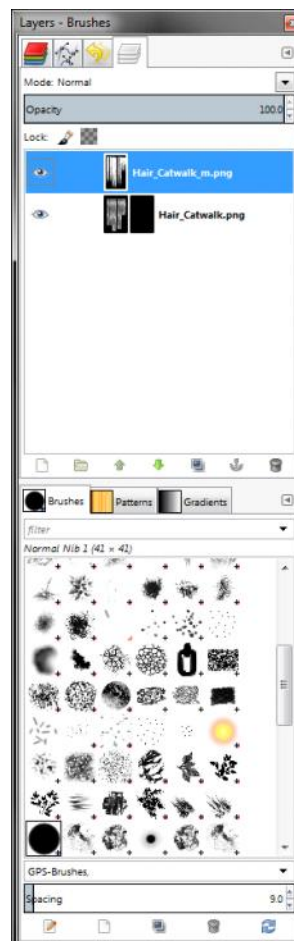 Layers - Brushes
Mode: Normal
Opacity 100.0
Lock:
Hair_Catwalk_m.png
Hair_Catwalk.png
Brushes Patterns Gradients
filter
Normal Nib 1 (41 × 41)
GPS-Brushes,
Spacing 9.0